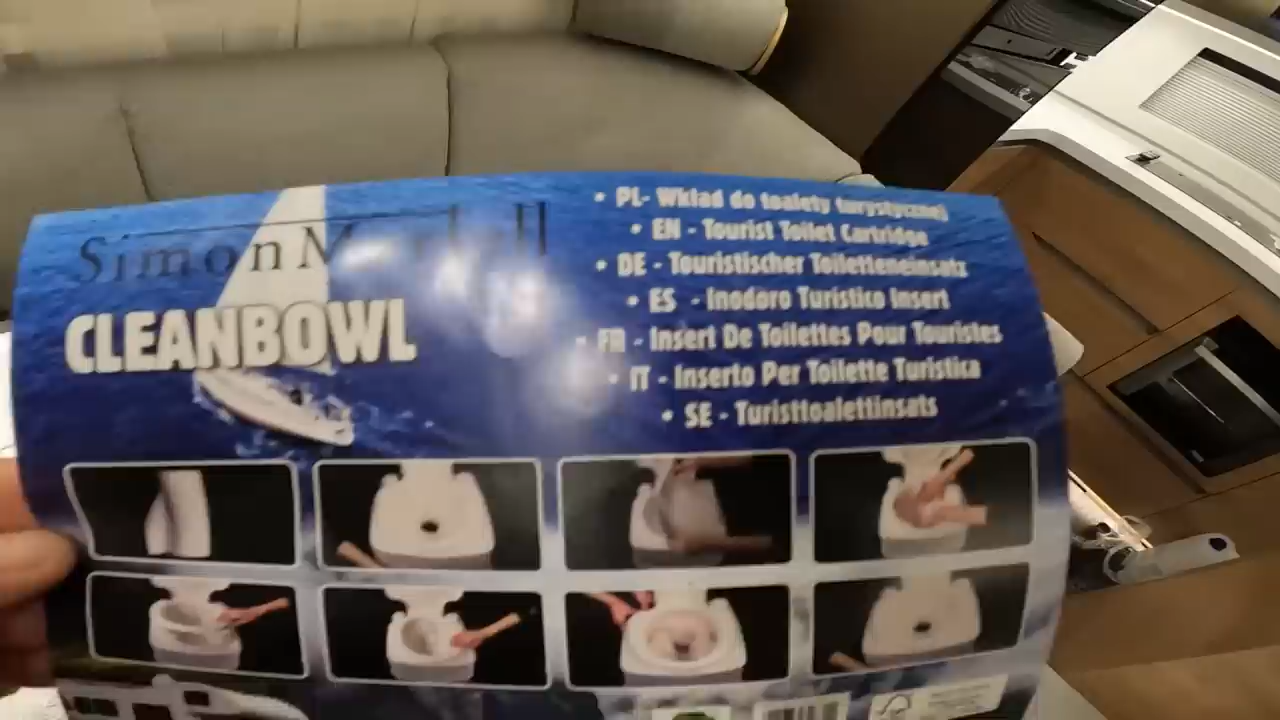 Simon
CLEANBOWL
• PL- Wkład do toalety turystycznej
• EN - Tourist Toilet Cartridge
• DE - Touristischer Toiletteneinsatz
• ES - Inodoro Turistico Insert
• FR - Insert De Toilettes Pour Touristes
• IT - Inserto Per Toilette Turistica
• SE - Turisttoalettinsats